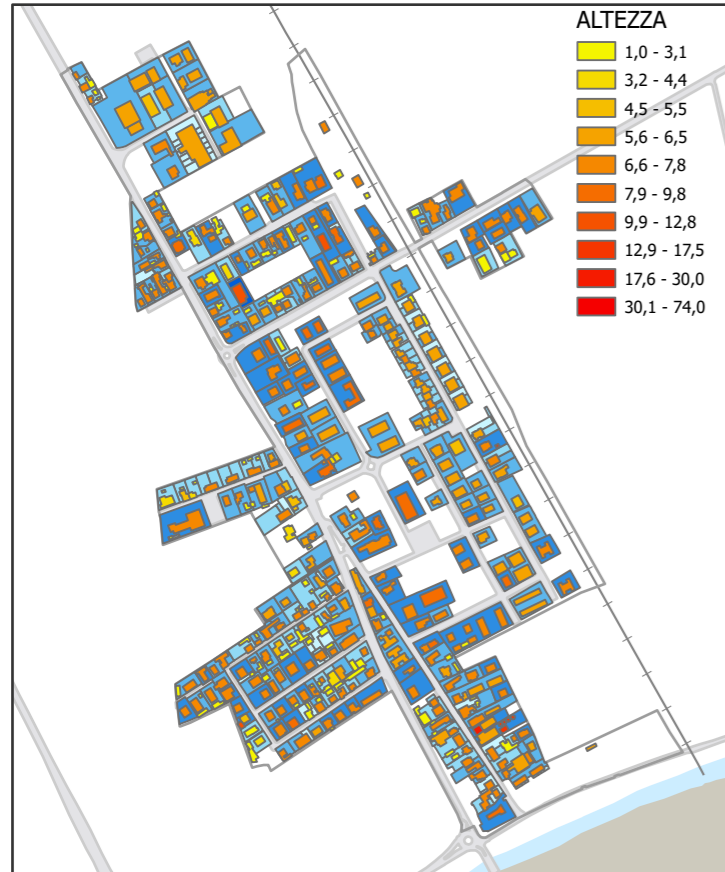 ALTEZZA
1,0 - 3,1
3,2 - 4,4
4,5 - 5,5
5,6 - 6,5
6,6 - 7,8
7,9 - 9,8
9,9 - 12,8
12,9 - 17,5
17,6 - 30,0
30,1 - 74,0